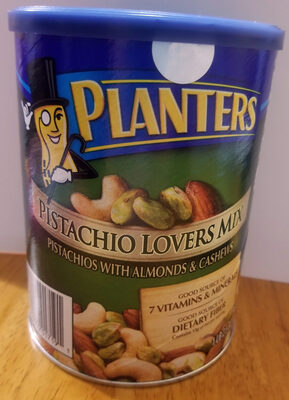 PLANTERS
PISTACHIO LOVERS MIX
PISTACHIOS WITH ALMONDS & CASHEWS
GOOD SOURCE OF
7 VITAMINS & MINERALS
GOOD SOURCE OF
DIETARY FIBER